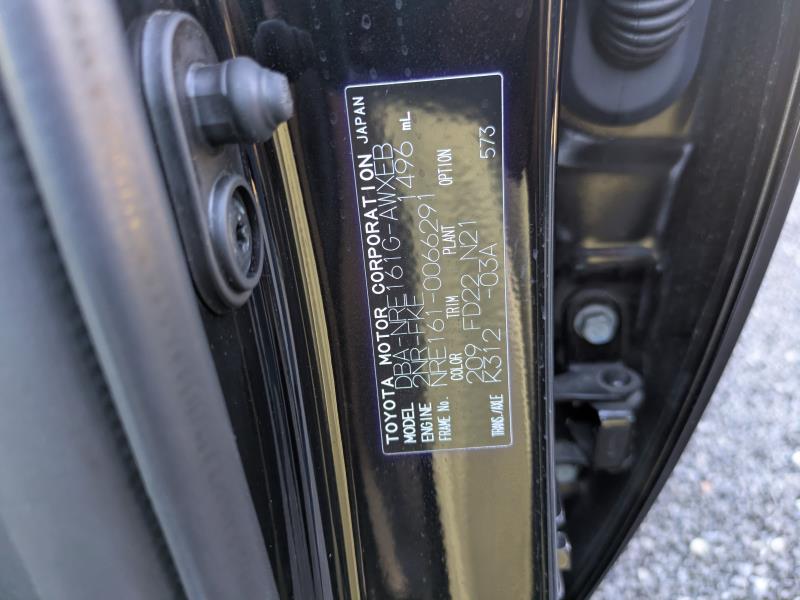 TOYOTA MOTOR CORPORATION JAPAN
MODEL DBA-NRE161G-AWXEB
ENGINE 2NR-FKE 1496 mL
FRAME No. NRE161-0066291
COLOR TRIM PLANT OPTION
209 FD22 N21
TRANS./AXLE K312 -03A 573